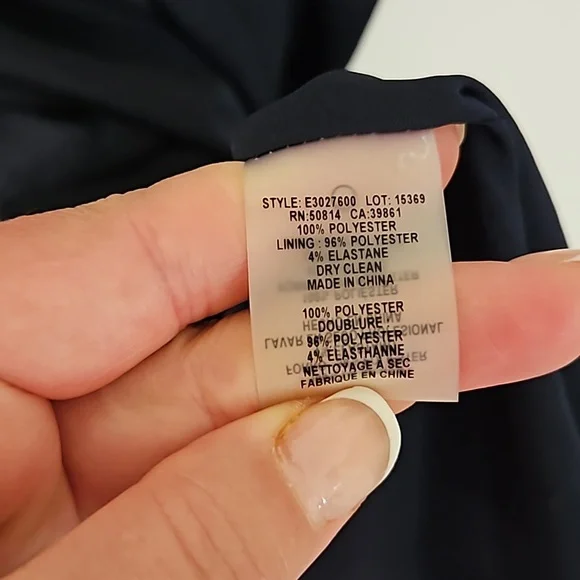 STYLE: E3027600 LOT: 15369
RN:50814 CA:39861
100% POLYESTER
LINING : 96% POLYESTER
4% ELASTANE
DRY CLEAN
MADE IN CHINA
100% POLYESTER
DOUBLURE
96% POLYESTER
4% ELASTHANNE
NETTOYAGE À SEC
FABRIQUÉ EN CHINE